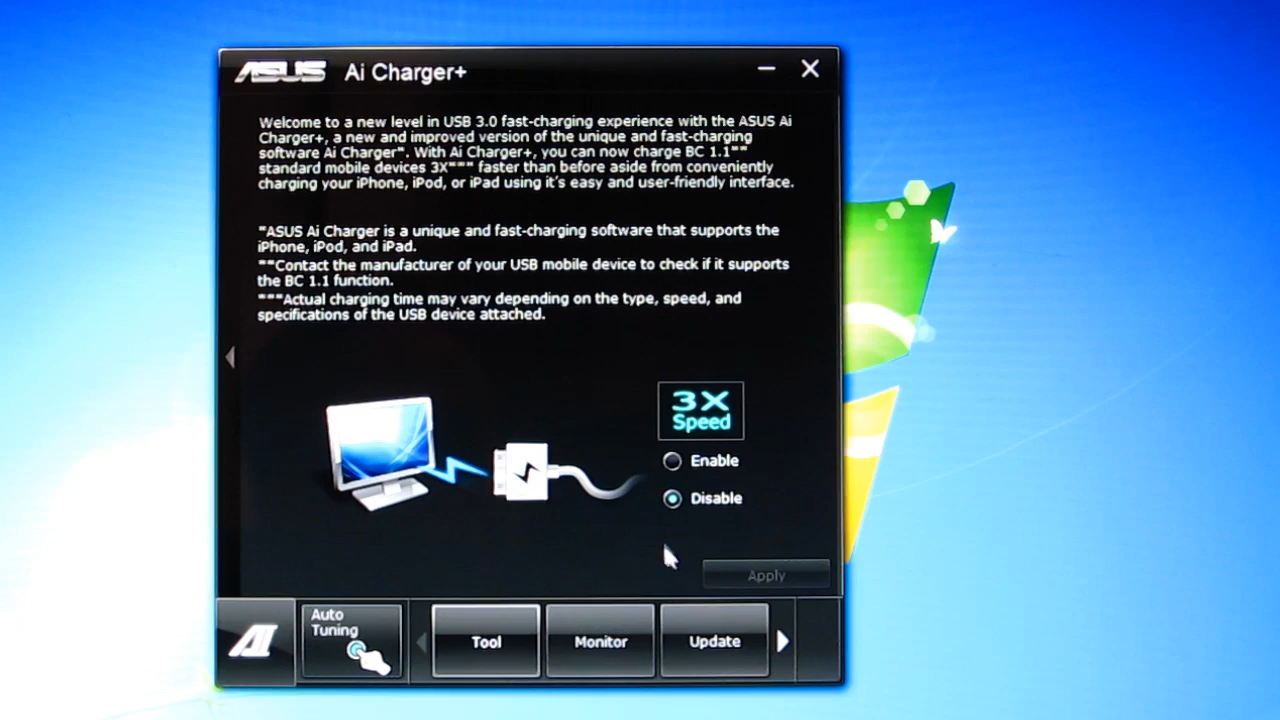 ASUS Ai Charger+
Welcome to a new level in USB 3.0 fast-charging experience with the ASUS Ai
Charger+, a new and improved version of the unique and fast-charging
software Ai Charger*. With Ai Charger+, you can now charge BC 1.1**
standard mobile devices 3X*** faster than before aside from conveniently
charging your iPhone, iPod, or iPad using it's easy and user-friendly interface.
*ASUS Ai Charger is a unique and fast-charging software that supports the
iPhone, iPod, and iPad.
**Contact the manufacturer of your USB mobile device to check if it supports
the BC 1.1 function.
***Actual charging time may vary depending on the type, speed, and
specifications of the USB device attached.
3X
Speed
Enable
Disable
Apply
AI
Auto
Tuning
Tool
Monitor
Update